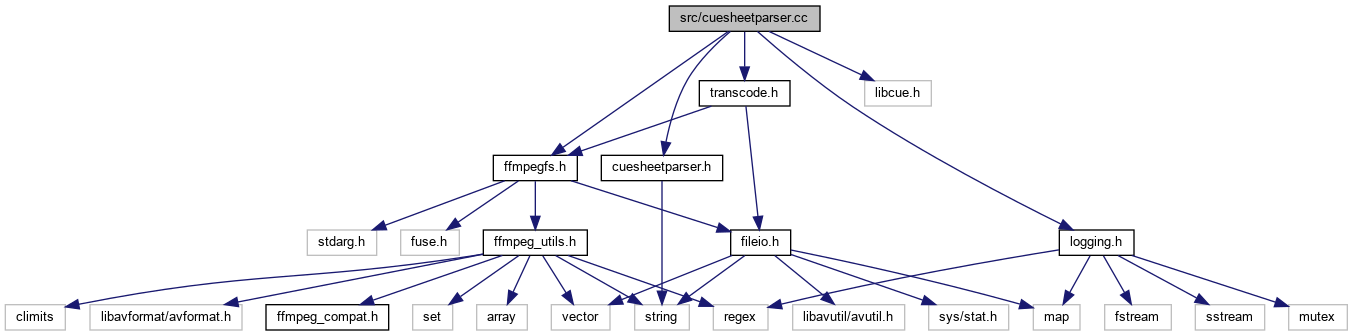 src/cuesheetparser.cc
transcode.h
libcue.h
ffmpegfs.h
cuesheetparser.h
stdarg.h
fuse.h
ffmpeg_utils.h
fileio.h
logging.h
climits
libavformat/avformat.h
ffmpeg_compat.h
set
array
vector
string
regex
libavutil/avutil.h
sys/stat.h
map
fstream
sstream
mutex